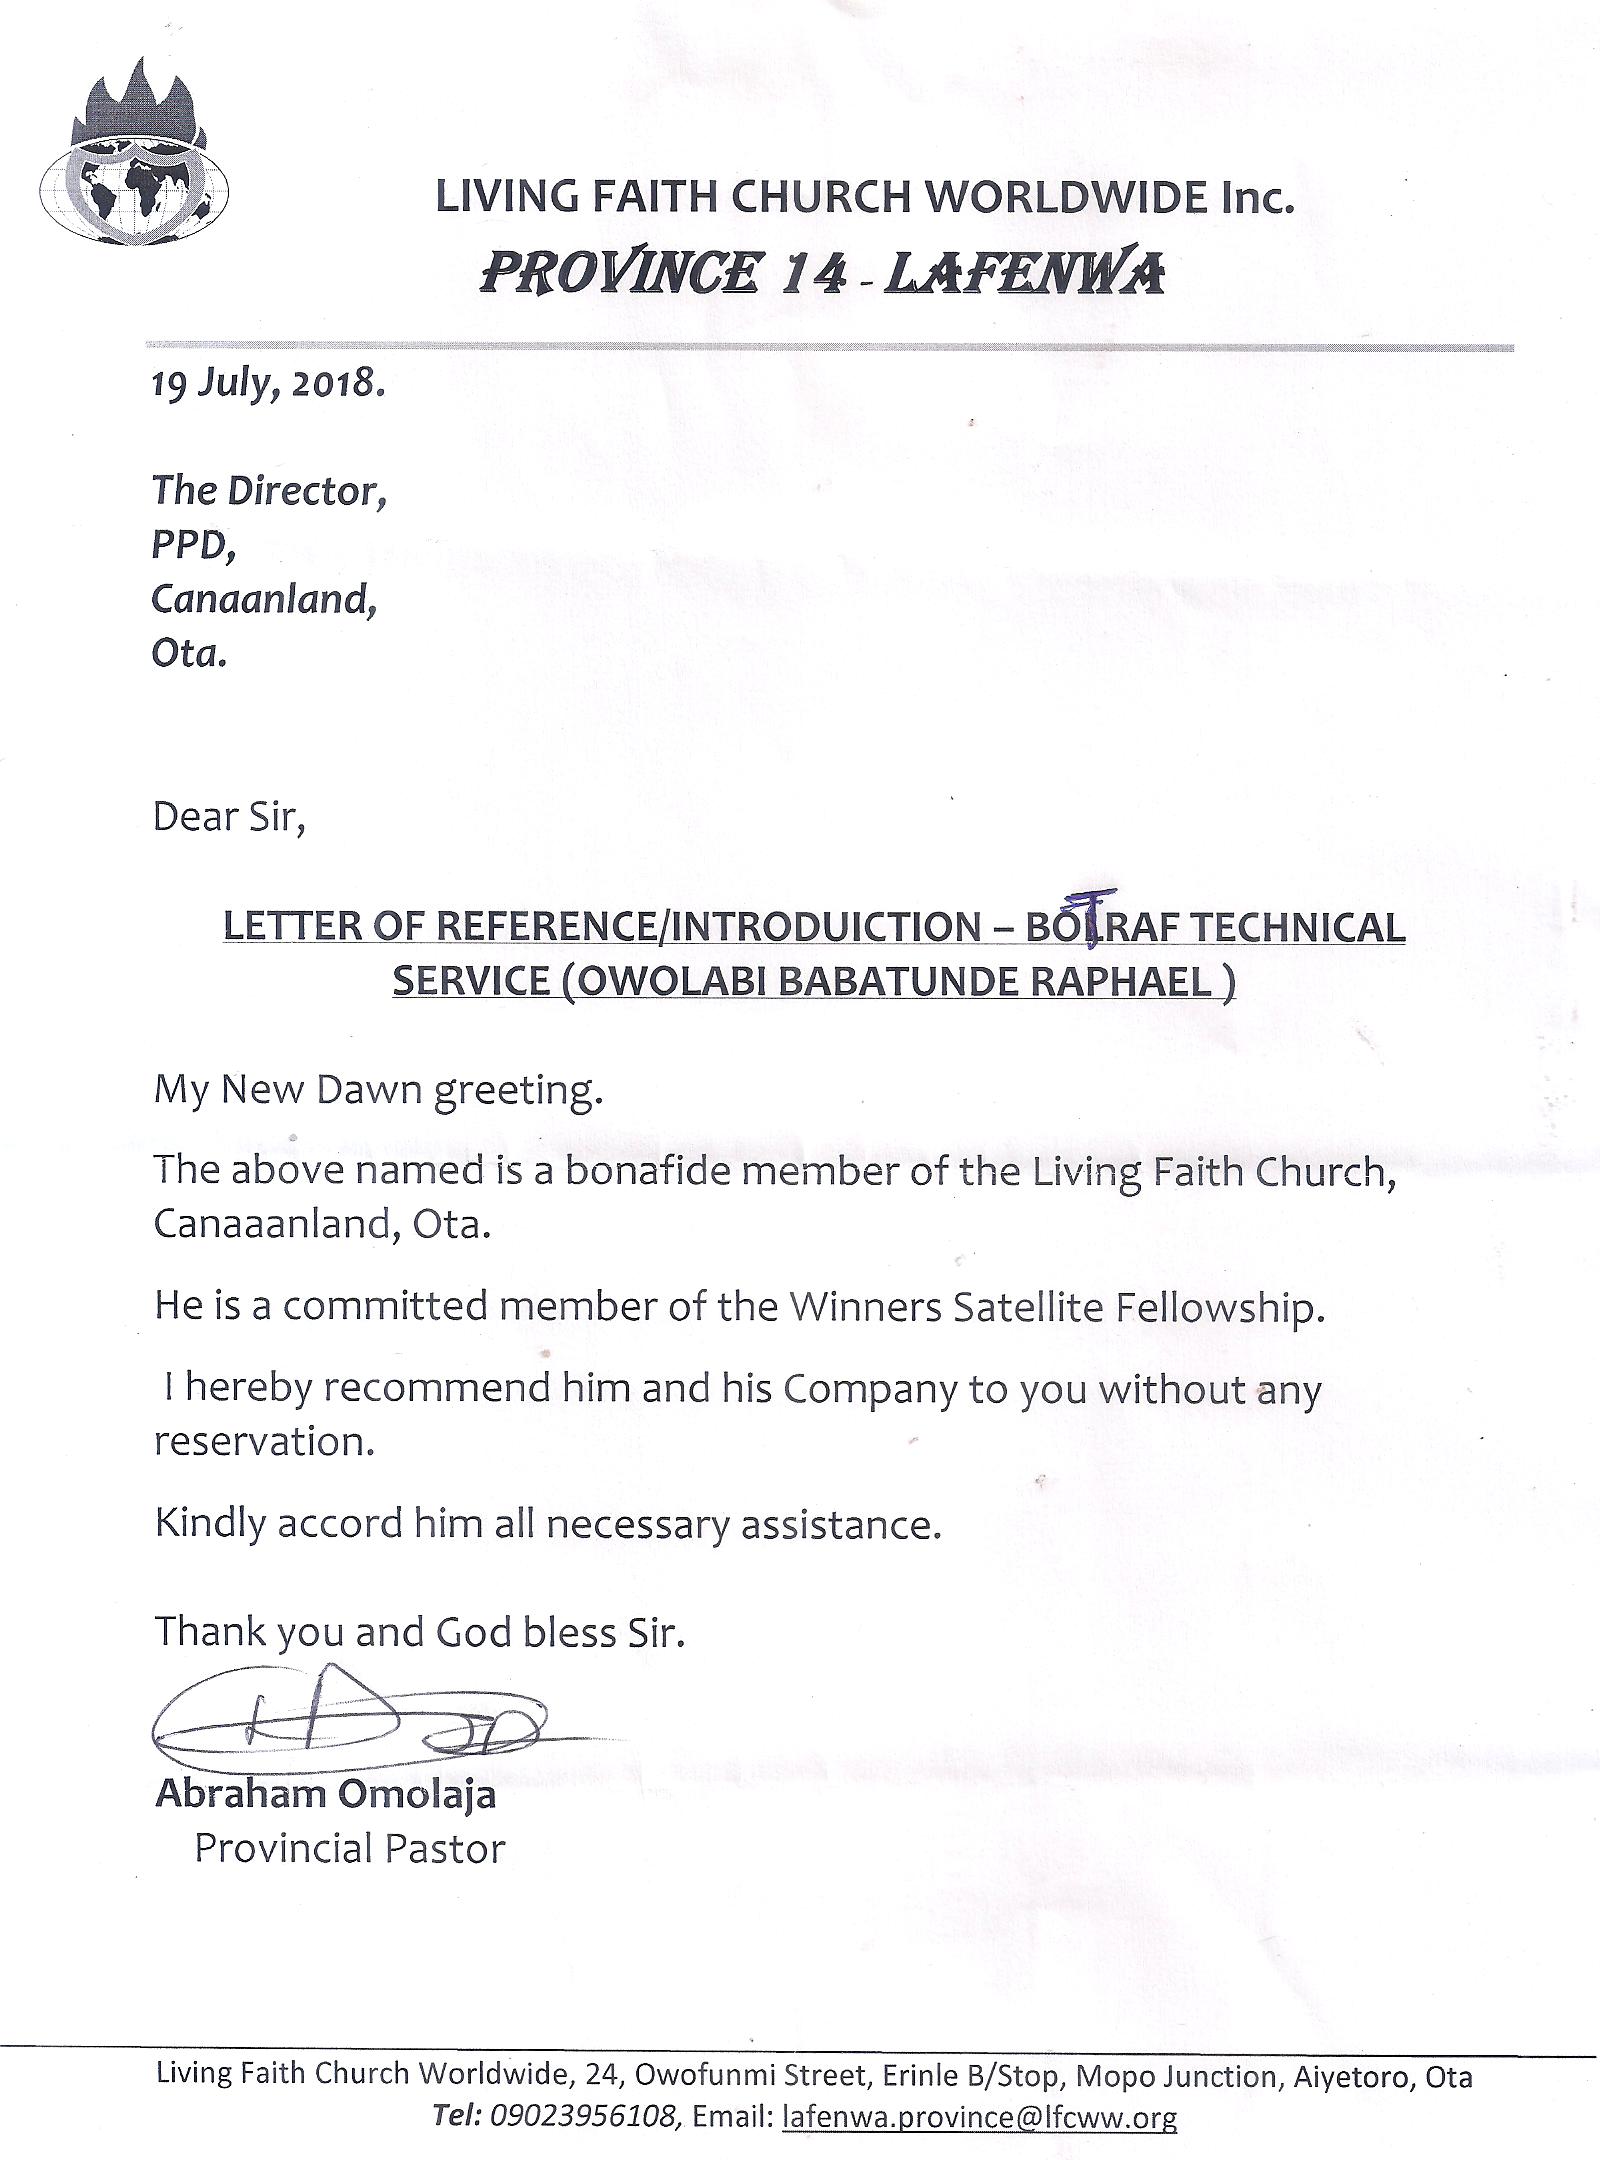 LIVING FAITH CHURCH WORLDWIDE Inc.
PROVINCE 14 - LAFENWA
19 July, 2018.
The Director,
PPD,
Canaanland,
Ota.
Dear Sir,
LETTER OF REFERENCE/INTRODUICTION – BOTRAF TECHNICAL
SERVICE (OWOLABI BABATUNDE RAPHAEL )
My New Dawn greeting.
The above named is a bonafide member of the Living Faith Church,
Canaaanland, Ota.
He is a committed member of the Winners Satellite Fellowship.
I hereby recommend him and his Company to you without any
reservation.
Kindly accord him all necessary assistance.
Thank you and God bless Sir.
Abraham Omolaja
Provincial Pastor
Living Faith Church Worldwide, 24, Owofunmi Street, Erinle B/Stop, Mopo Junction, Aiyetoro, Ota
Tel: 09023956108, Email: lafenwa.province@lfcww.org